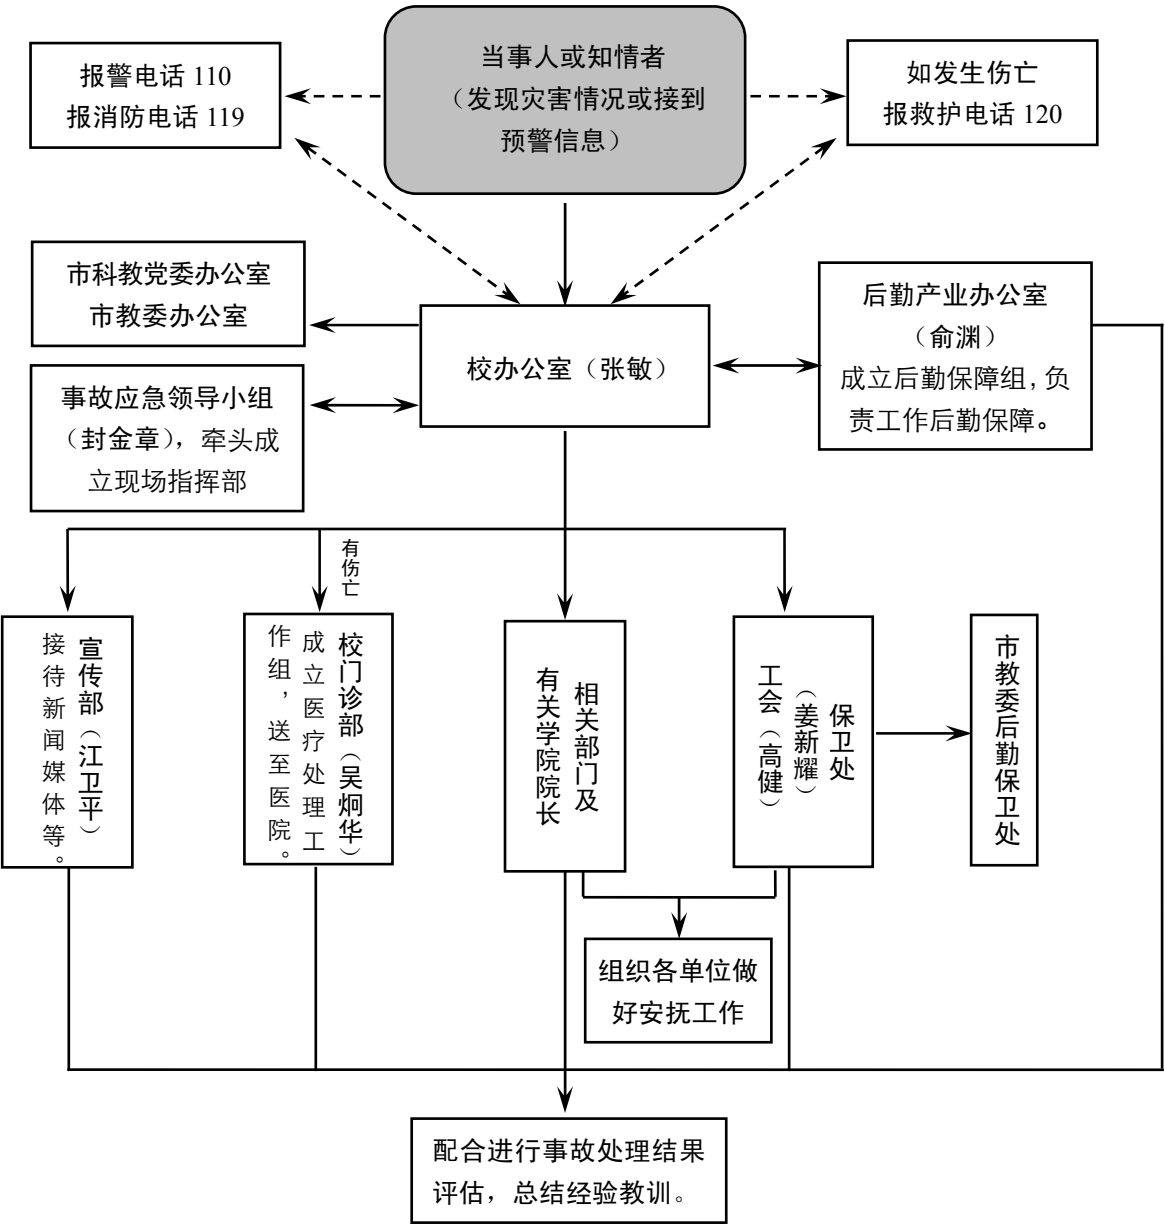 报警电话 110
报消防电话 119
当事人或知情者
（发现灾害情况或接到
预警信息）
如发生伤亡
报救护电话 120
市科教党委办公室
市教委办公室
校办公室（张敏）
后勤产业办公室
（俞渊）
成立后勤保障组，负
责工作后勤保障。
事故应急领导小组
（封金章），牵头成
立现场指挥部
有伤亡
宣传部（江卫平）
接待新闻媒体等。
校门诊部（吴炯华）
成立医疗处理工
作组，送至医院。
相关部门及
有关学院院长
保卫处
（姜新耀）
工会（高健）
市教委后勤保卫处
组织各单位做
好安抚工作
配合进行事故处理结果
评估，总结经验教训。